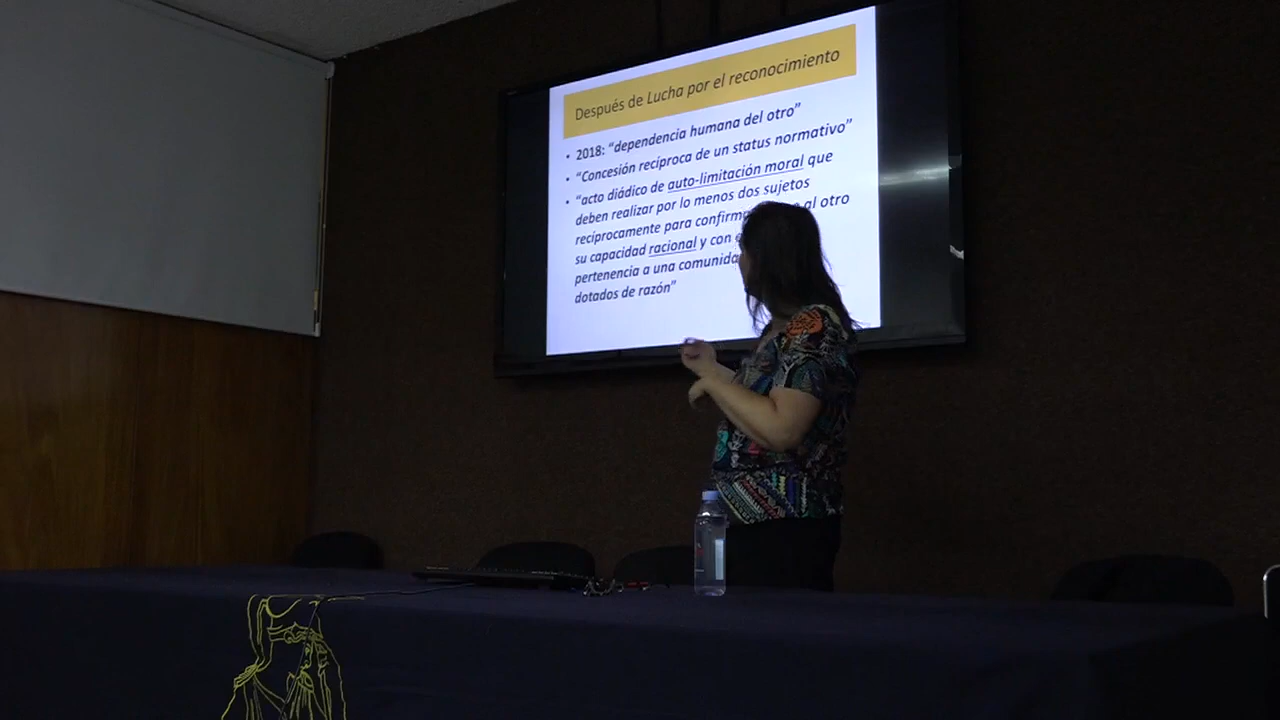 Después de Lucha por el reconocimiento
• 2018: “dependencia humana del otro”
• “Concesión recíproca de un status normativo”
• “acto diádico de auto-limitación moral que
deben realizar por lo menos dos sujetos
recíprocamente para al otro
su capacidad racional y con
pertenencia a una
dotados de razón”